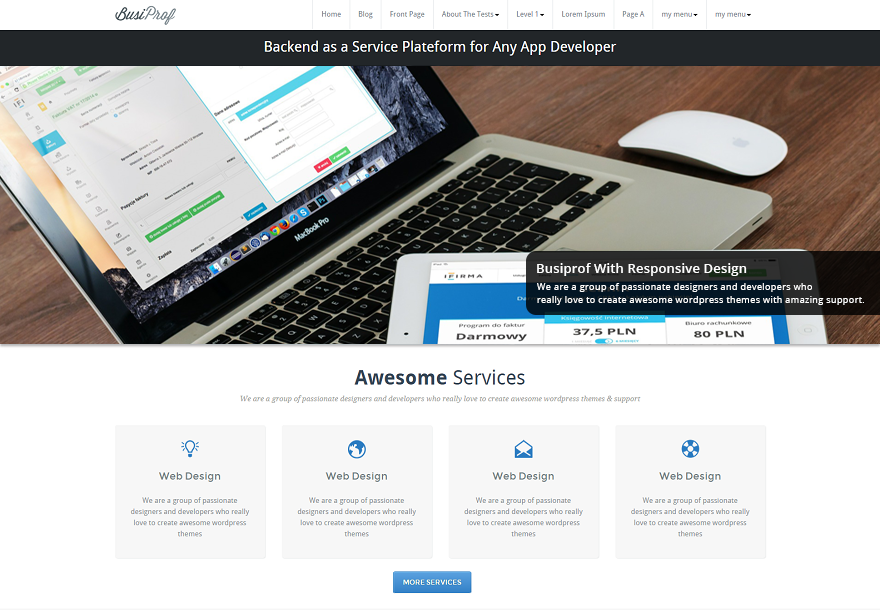 BusiProf
Home Blog Front Page About The Tests Level 1 Lorem Ipsum Page A my menu my menu
Backend as a Service Plateform for Any App Developer
MacBook Pro
IFIRMA
Program do faktur
Darmowy
Księgowość internetowa
37,5 PLN
Biuro rachunkowe
80 PLN
Busiprof With Responsive Design
We are a group of passionate designers and developers who
really love to create awesome wordpress themes with amazing support.
Awesome Services
We are a group of passionate designers and developers who really love to create awesome wordpress themes & support
Web Design
We are a group of passionate
designers and developers who really
love to create awesome wordpress
themes
Web Design
We are a group of passionate
designers and developers who really
love to create awesome wordpress
themes
Web Design
We are a group of passionate
designers and developers who really
love to create awesome wordpress
themes
Web Design
We are a group of passionate
designers and developers who really
love to create awesome wordpress
themes
MORE SERVICES